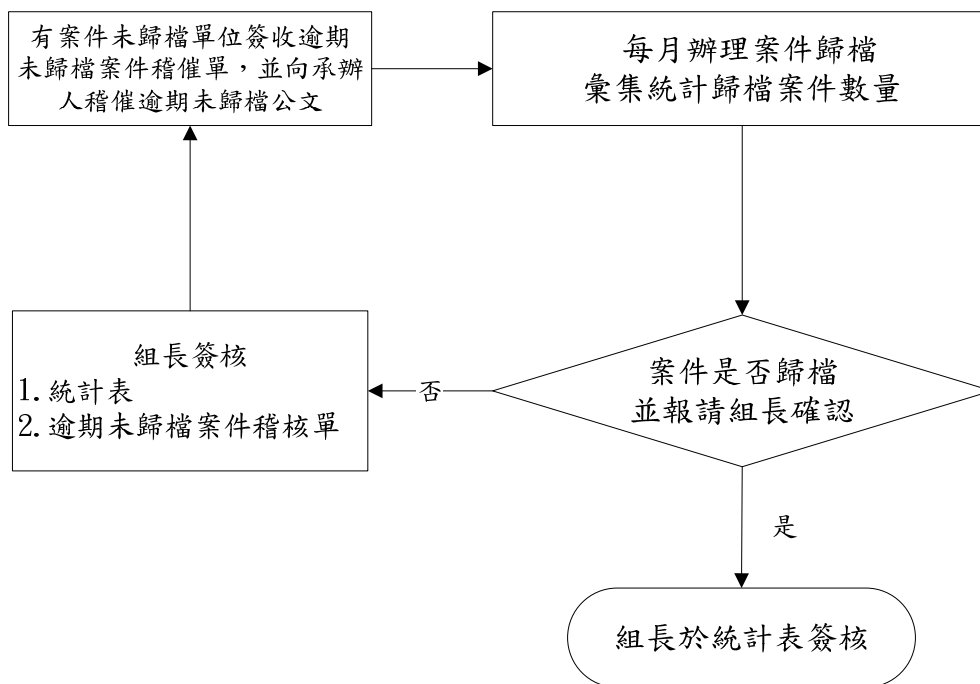 有案件未歸檔單位簽收逾期
未歸檔案件稽催單，並向承辦
人稽催逾期未歸檔公文
每月辦理案件歸檔
彙集統計歸檔案件數量
組長簽核
1. 統計表
2. 逾期未歸檔案件稽核單
否
案件是否歸檔
並報請組長確認
是
組長於統計表簽核